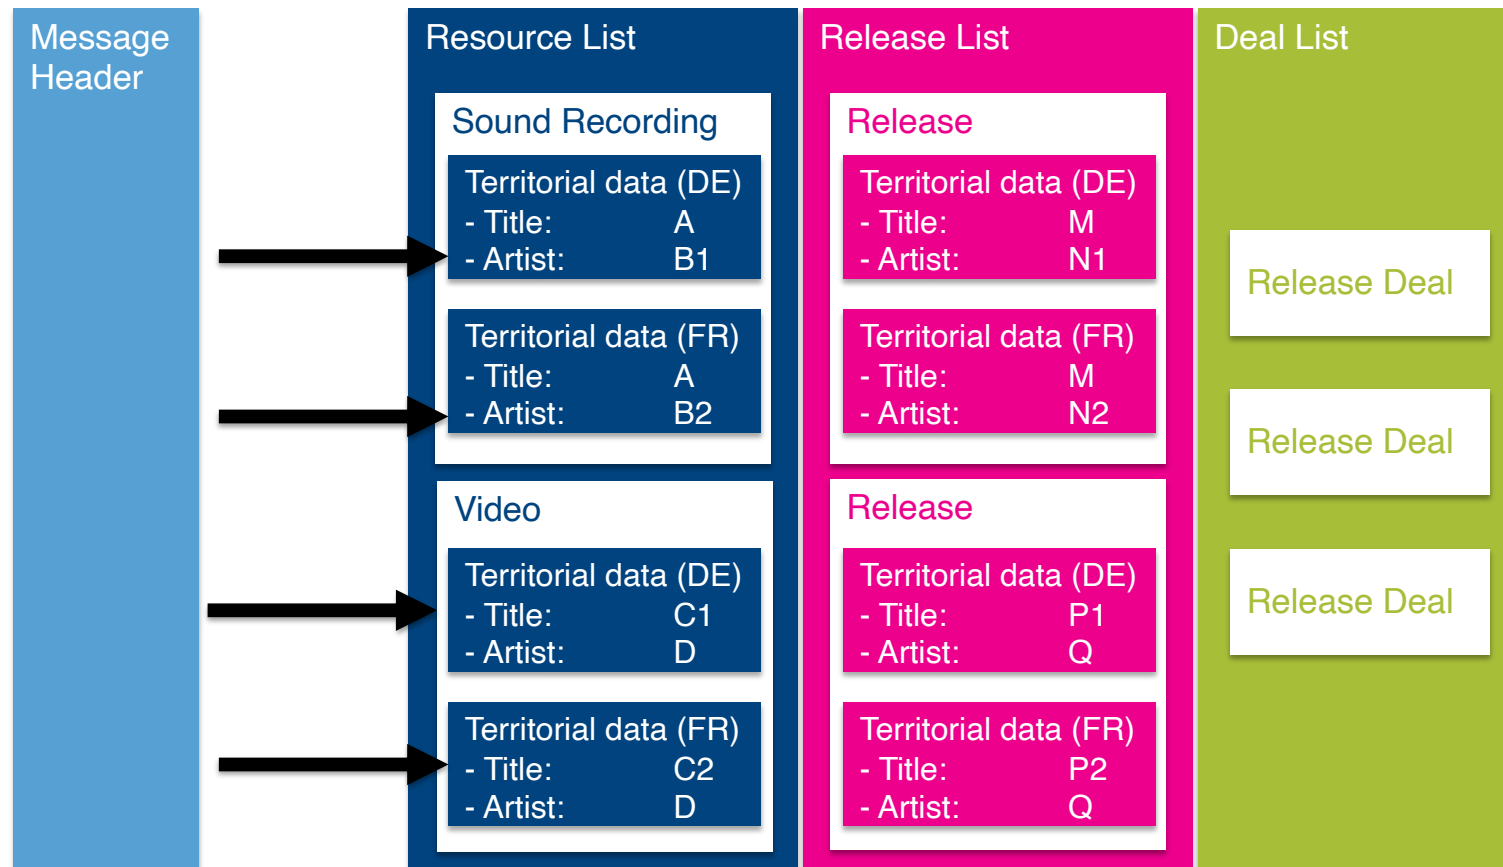 Message
Header
Resource List
Sound Recording
Territorial data (DE)
- Title: A
- Artist: B1
Territorial data (FR)
- Title: A
- Artist: B2
Video
Territorial data (DE)
- Title: C1
- Artist: D
Territorial data (FR)
- Title: C2
- Artist: D
Release List
Release
Territorial data (DE)
- Title: M
- Artist: N1
Territorial data (FR)
- Title: M
- Artist: N2
Release
Territorial data (DE)
- Title: P1
- Artist: Q
Territorial data (FR)
- Title: P2
- Artist: Q
Deal List
Release Deal
Release Deal
Release Deal